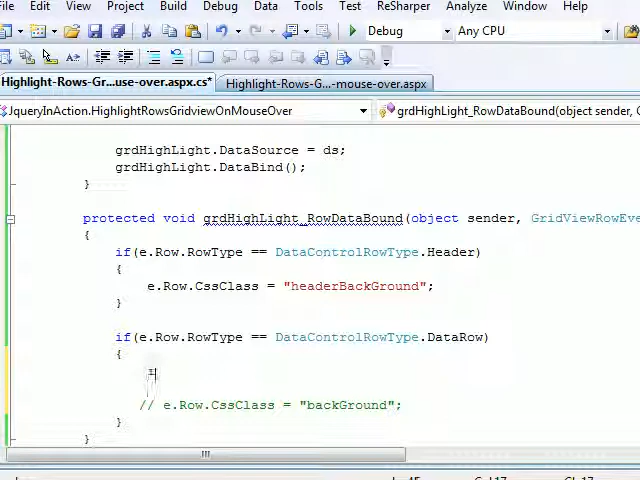 File Edit View Project Build Debug Data Tools Test ReSharper Analyze Window Help
Debug Any CPU
Highlight-Rows-Gr...use-over.aspx.cs* Highlight-Rows-G...-mouse-over.aspx
JqueryInAction.HighlightRowsGridviewOnMouseOver grdHighLight_RowDataBound(object sender, G
grdHighLight.DataSource = ds;
grdHighLight.DataBind();
}
protected void grdHighLight_RowDataBound(object sender, GridViewRowEve
{
if(e.Row.RowType == DataControlRowType.Header)
{
e.Row.CssClass = "headerBackGround";
}
if(e.Row.RowType == DataControlRowType.DataRow)
{
// e.Row.CssClass = "backGround";
}
}